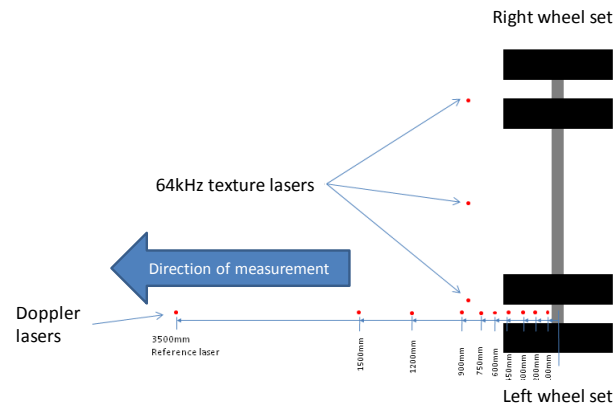 Right wheel set
64kHz texture lasers
Direction of measurement
Doppler
lasers
3500mm
Reference laser
1500mm
1200mm
900mm
750mm
600mm
Left wheel set